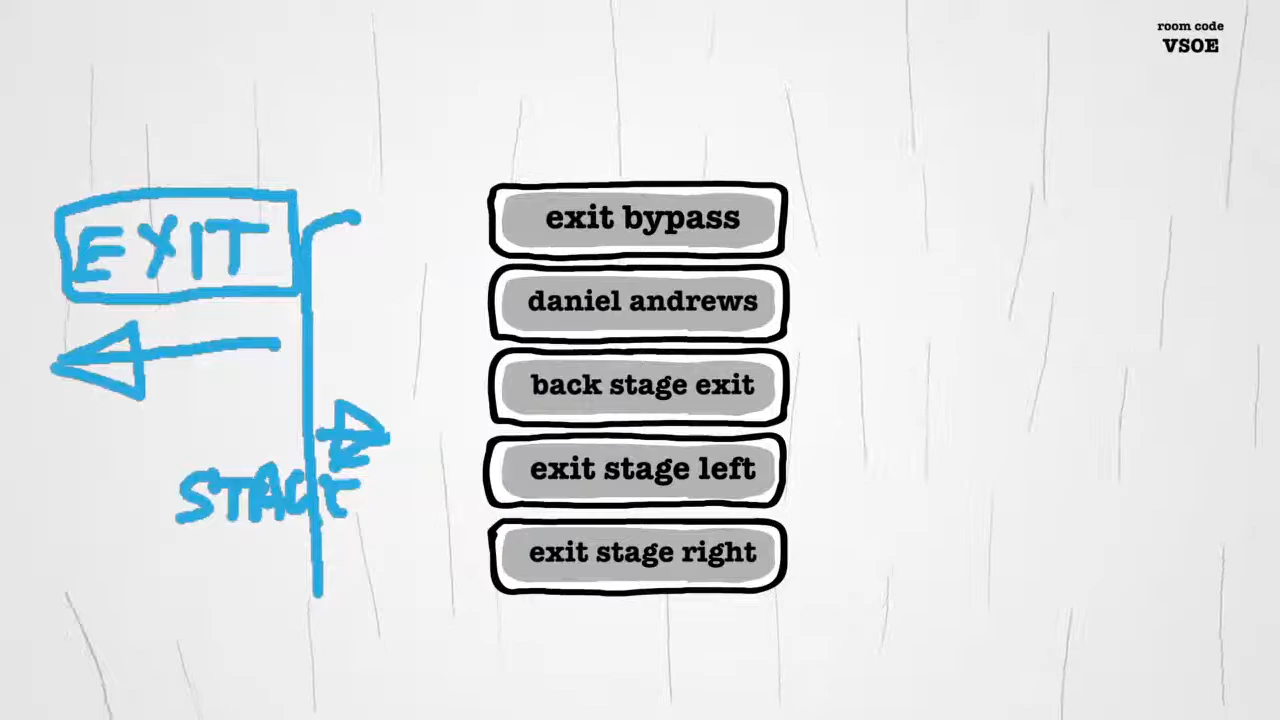 room code
VSOE
EXIT
STAGE
exit bypass
daniel andrews
back stage exit
exit stage left
exit stage right